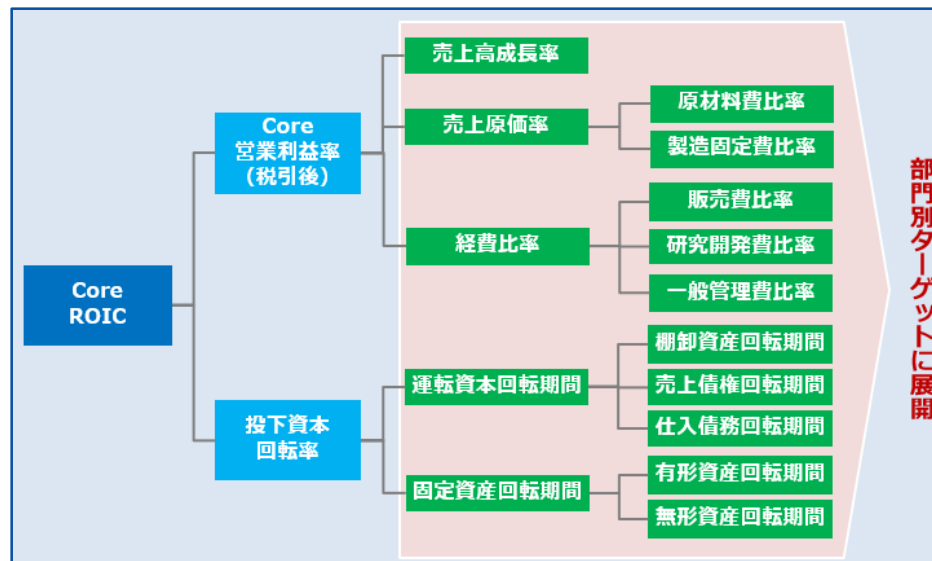 Core
ROIC
Core
営業利益率
(税引後)
投下資本
回転率
売上高成長率
売上原価率
経費比率
運転資本回転期間
固定資産回転期間
原材料費比率
製造固定費比率
販売費比率
研究開発費比率
一般管理費比率
棚卸資産回転期間
売上債権回転期間
仕入債務回転期間
有形資産回転期間
無形資産回転期間
部門別ターゲットに展開